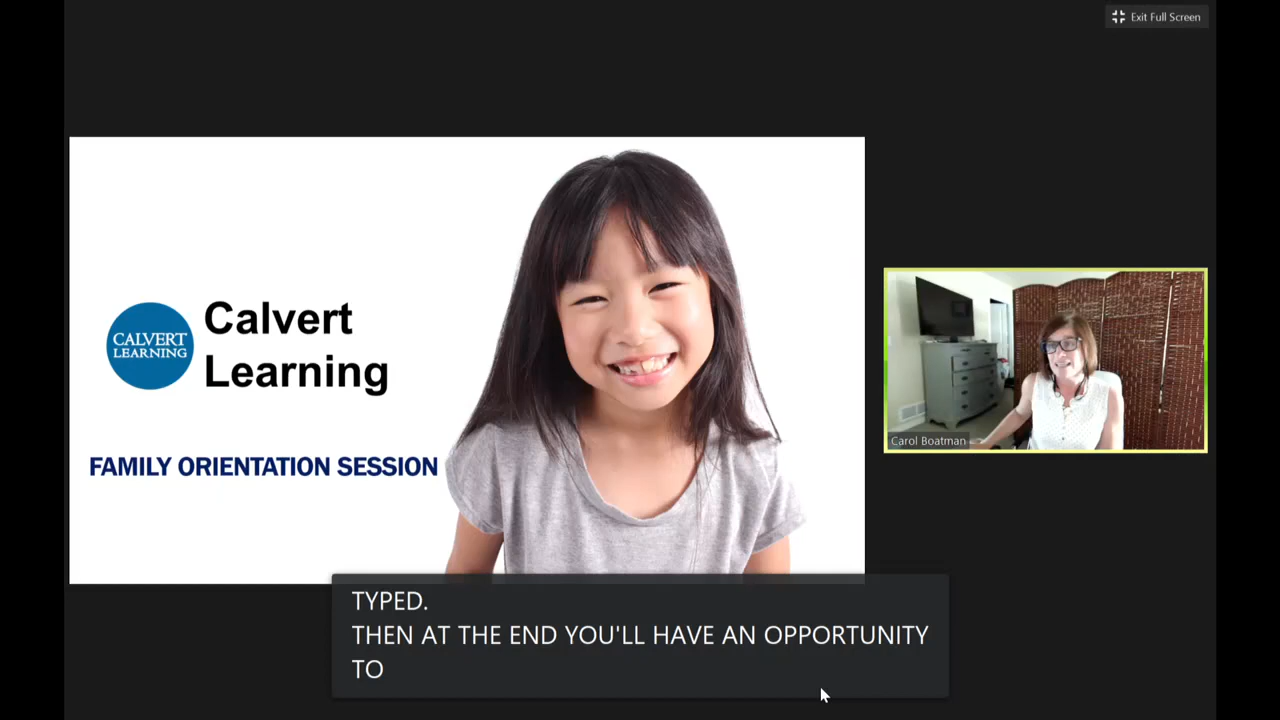 Exit Full Screen
CALVERT
LEARNING
Calvert
Learning
FAMILY ORIENTATION SESSION
Carol Boatman
TYPED.
THEN AT THE END YOU'LL HAVE AN OPPORTUNITY
TO